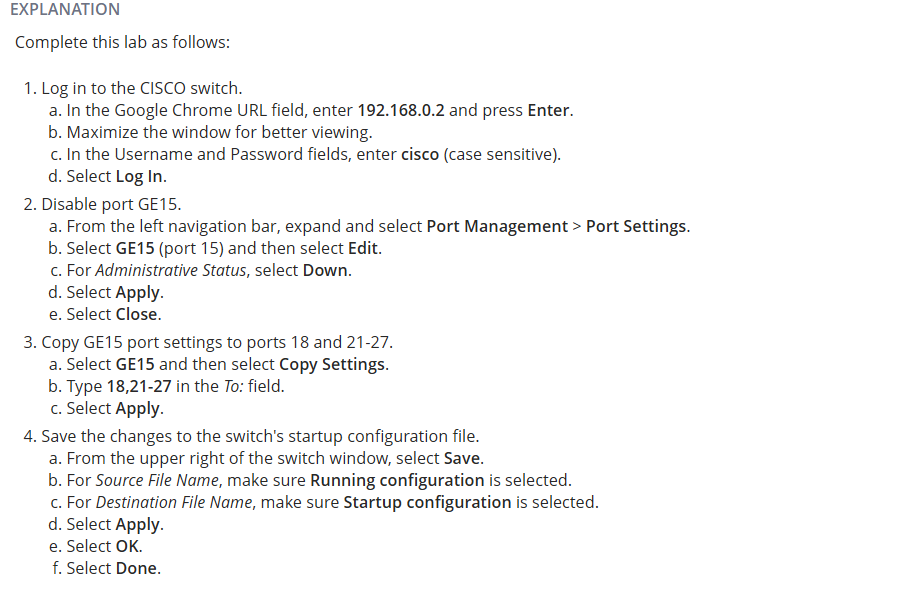 EXPLANATION
Complete this lab as follows:
1. Log in to the CISCO switch.
a. In the Google Chrome URL field, enter 192.168.0.2 and press Enter.
b. Maximize the window for better viewing.
c. In the Username and Password fields, enter cisco (case sensitive).
d. Select Log In.
2. Disable port GE15.
a. From the left navigation bar, expand and select Port Management > Port Settings.
b. Select GE15 (port 15) and then select Edit.
c. For Administrative Status, select Down.
d. Select Apply.
e. Select Close.
3. Copy GE15 port settings to ports 18 and 21-27.
a. Select GE15 and then select Copy Settings.
b. Type 18,21-27 in the To: field.
c. Select Apply.
4. Save the changes to the switch's startup configuration file.
a. From the upper right of the switch window, select Save.
b. For Source File Name, make sure Running configuration is selected.
c. For Destination File Name, make sure Startup configuration is selected.
d. Select Apply.
e. Select OK.
f. Select Done.